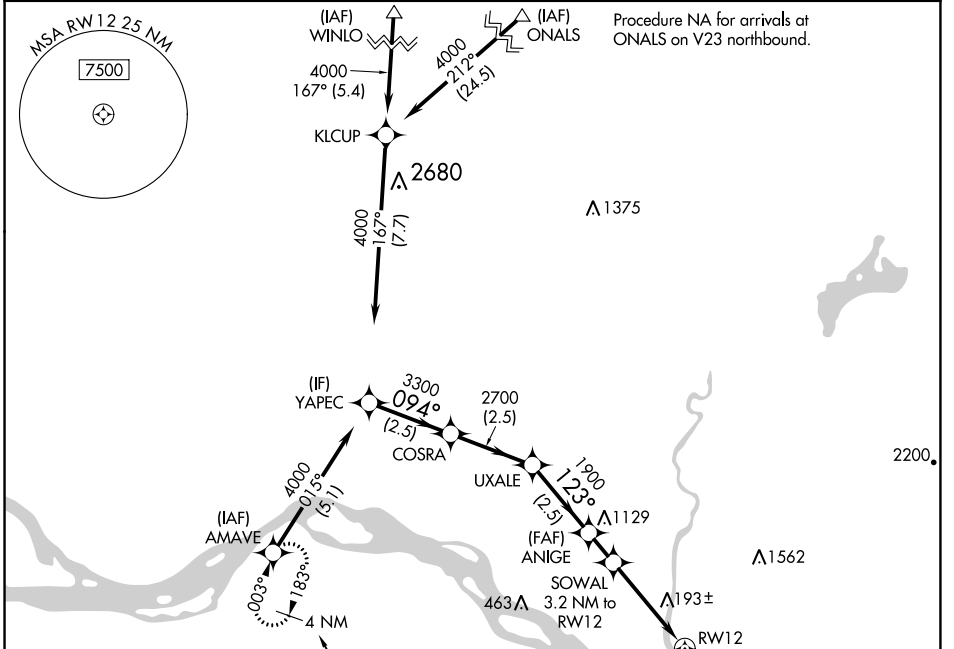 MSA RW12 25 NM
7500
(IAF)
WINLO
(IAF)
ONALS
Procedure NA for arrivals at
ONALS on V23 northbound.
4000
167° (5.4)
4000
212°
(24.5)
KLCUP
2680
1375
4000
167°
(7.7)
(IF)
YAPEC
3300
094°
(2.5)
2700
(2.5)
COSRA
UXALE
1900
123°
(2.5)
2200
4000
015°
(5.1)
(IAF)
AMAVE
(FAF)
ANIGE
1129
1562
SOWAL
3.2 NM to
RW12
003°
183°
4 NM
463
193±
RW12